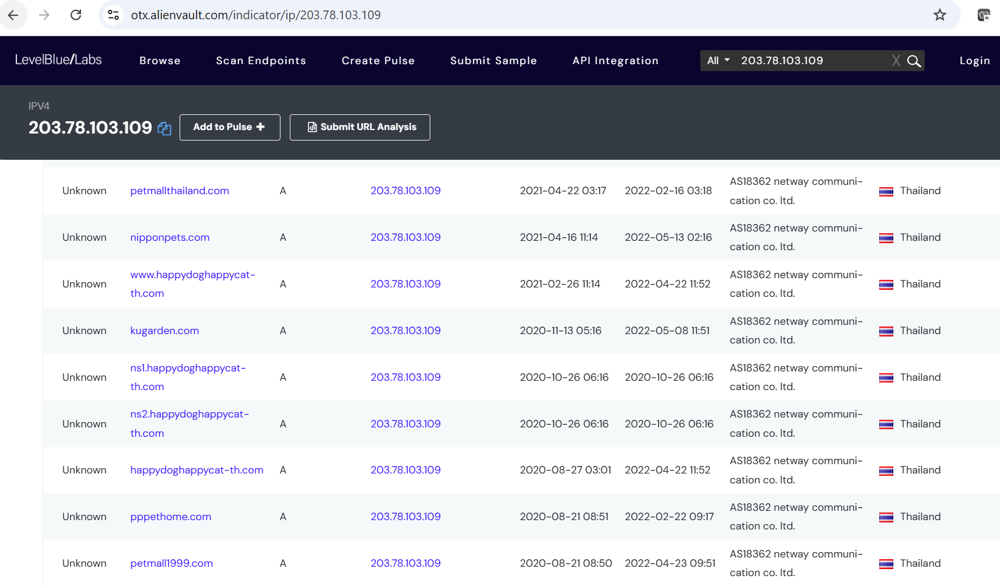 otx.alienvault.com/indicator/ip/203.78.103.109
LevelBlue/Labs Browse Scan Endpoints Create Pulse Submit Sample API Integration All 203.78.103.109 X Login
IPV4
203.78.103.109 Add to Pulse + Submit URL Analysis
Unknown petmallthailand.com A 203.78.103.109 2021-04-22 03:17 2022-02-16 03:18 AS18362 netway communi-
cation co. ltd. Thailand
Unknown nipponpets.com A 203.78.103.109 2021-04-16 11:14 2022-05-13 02:16 AS18362 netway communi-
cation co. ltd. Thailand
Unknown www.happydoghappycat- A 203.78.103.109 2021-02-26 11:14 2022-04-22 11:52 AS18362 netway communi-
th.com cation co. ltd. Thailand
Unknown kugarden.com A 203.78.103.109 2020-11-13 05:16 2022-05-08 11:51 AS18362 netway communi-
cation co. ltd. Thailand
Unknown ns1.happydoghappycat- A 203.78.103.109 2020-10-26 06:16 2020-10-26 06:16 AS18362 netway communi-
th.com cation co. ltd. Thailand
Unknown ns2.happydoghappycat- A 203.78.103.109 2020-10-26 06:16 2020-10-26 06:16 AS18362 netway communi-
th.com cation co. ltd. Thailand
Unknown happydoghappycat-th.com A 203.78.103.109 2020-08-27 03:01 2022-04-22 11:52 AS18362 netway communi-
cation co. ltd. Thailand
Unknown pppethome.com A 203.78.103.109 2020-08-21 08:51 2022-02-22 09:17 AS18362 netway communi-
cation co. ltd. Thailand
Unknown petmall1999.com A 203.78.103.109 2020-08-21 08:50 2022-04-23 09:51 AS18362 netway communi-
cation co. ltd. Thailand